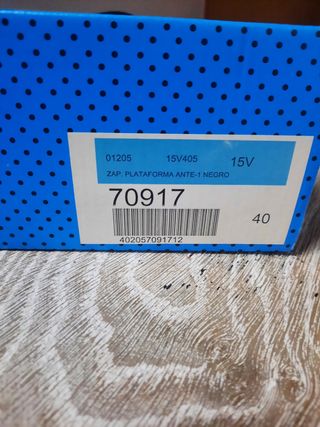 01205 15V405 15V
ZAP. PLATAFORMA ANTE-1 NEGRO
70917
40
402057091712